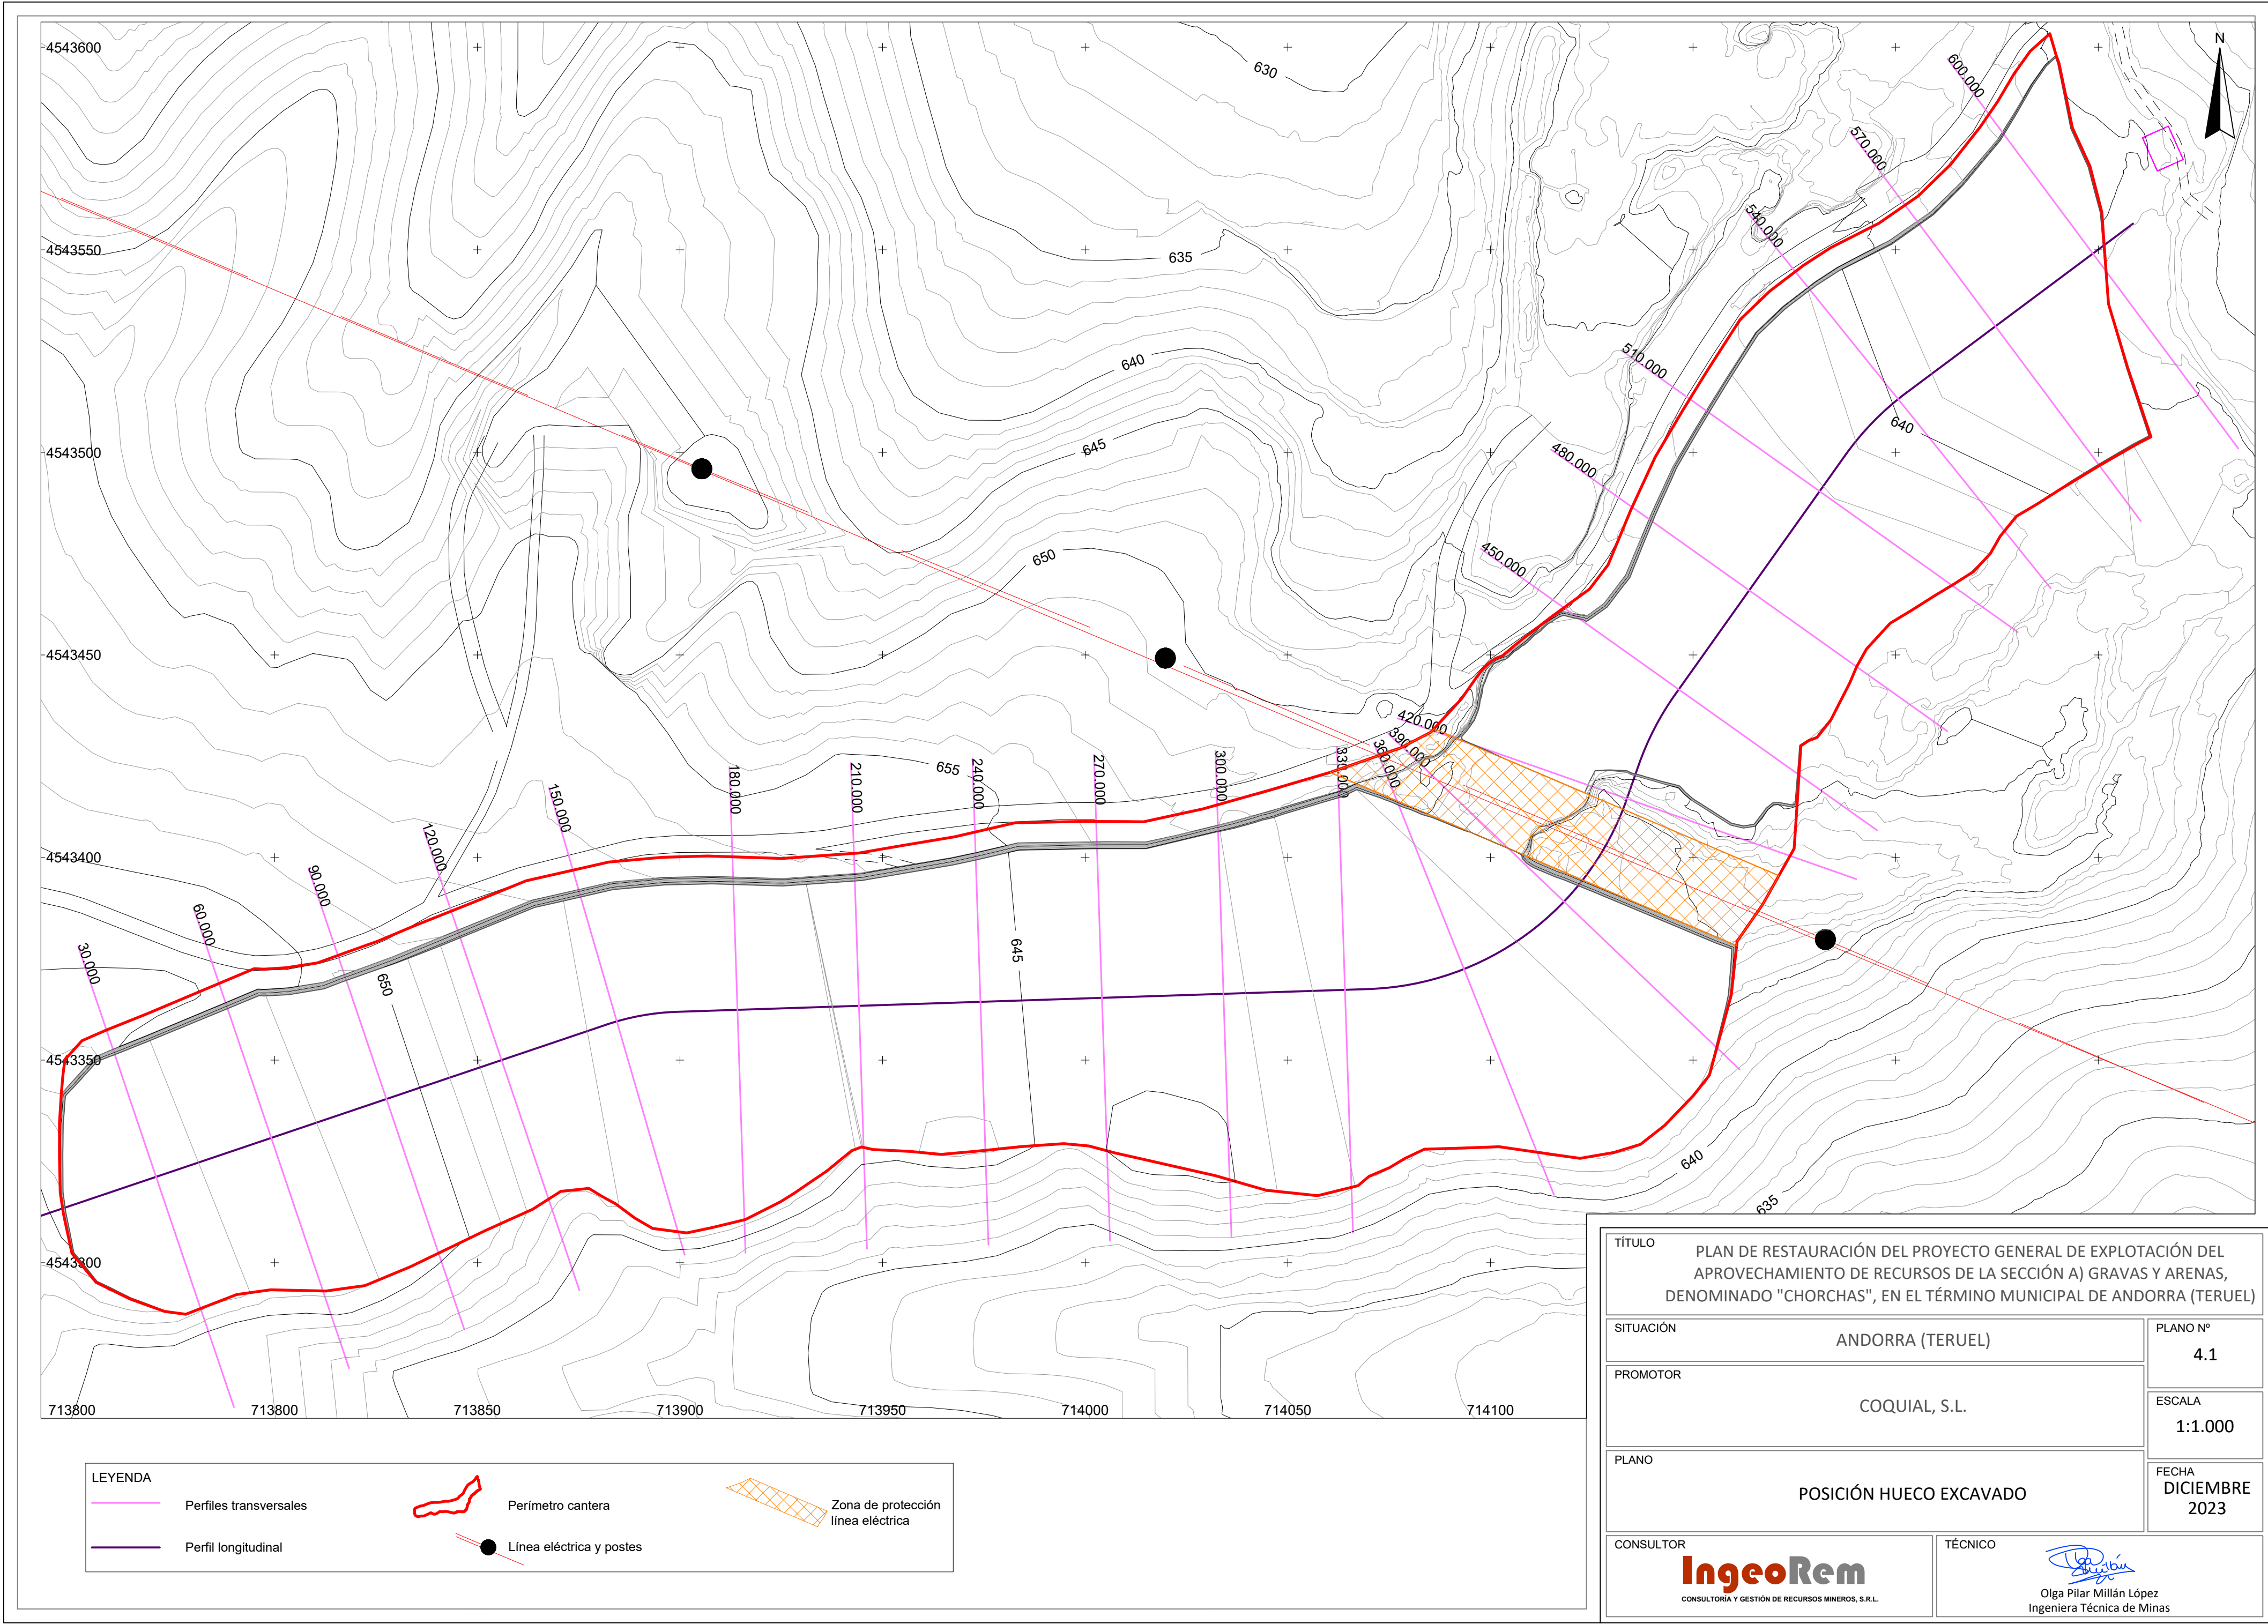 4543600
4543550
4543500
4543450
4543400
4543350
4543300
630
635
640
645
650
655
N
600.000
570.000
540.000
510.000
480.000
450.000
420.000
390.000
360.000
330.000
300.000
270.000
240.000
210.000
180.000
150.000
120.000
90.000
60.000
30.000
640
645
650
640
635
713800
713800
713850
713900
713950
714000
714050
714100
LEYENDA
Perfiles transversales
Perímetro cantera
Zona de protección
línea eléctrica
Perfil longitudinal
Línea eléctrica y postes
TÍTULO
PLAN DE RESTAURACIÓN DEL PROYECTO GENERAL DE EXPLOTACIÓN DEL
APROVECHAMIENTO DE RECURSOS DE LA SECCIÓN A) GRAVAS Y ARENAS,
DENOMINADO "CHORCHAS", EN EL TÉRMINO MUNICIPAL DE ANDORRA (TERUEL)
SITUACIÓN
ANDORRA (TERUEL)
PLANO Nº
4.1
PROMOTOR
COQUIAL, S.L.
ESCALA
1:1.000
PLANO
POSICIÓN HUECO EXCAVADO
FECHA
DICIEMBRE
2023
CONSULTOR
IngeoRem
CONSULTORÍA Y GESTIÓN DE RECURSOS MINEROS, S.R.L.
TÉCNICO
Olga Pilar Millán López
Ingeniera Técnica de Minas